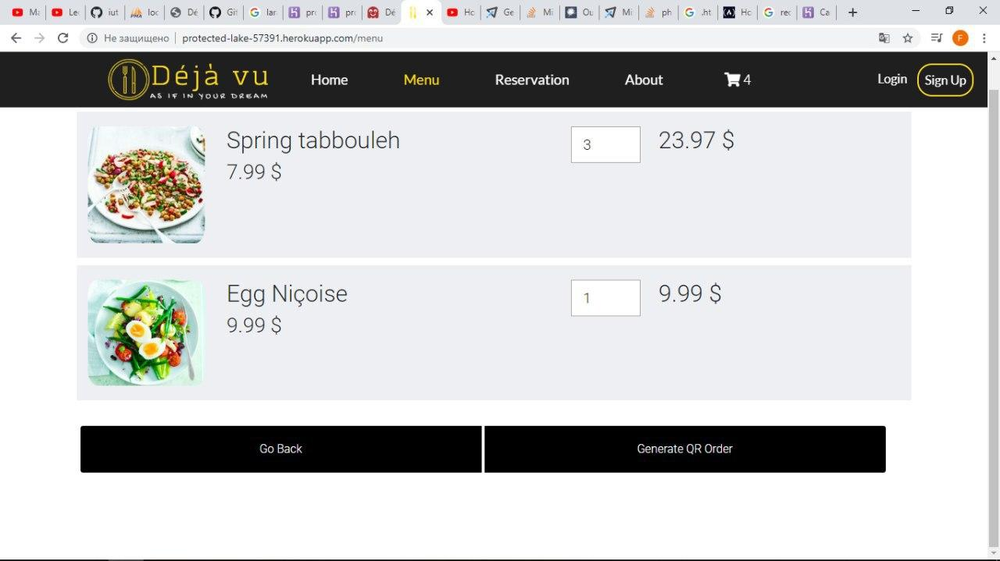 Ma
Le
iut
loc
Dé
Git
lar
pro
pro
Dé
Ho
Ge
Mi
Ou
Mi
ph
.ht
Ho
rec
Ca
Не защищено | protected-lake-57391.herokuapp.com/menu
F
Déjà vu
AS IF IN YOUR DREAM
Home
Menu
Reservation
About
4
Login
Sign Up
Spring tabbouleh
3
23.97 $
7.99 $
Egg Niçoise
1
9.99 $
9.99 $
Go Back
Generate QR Order